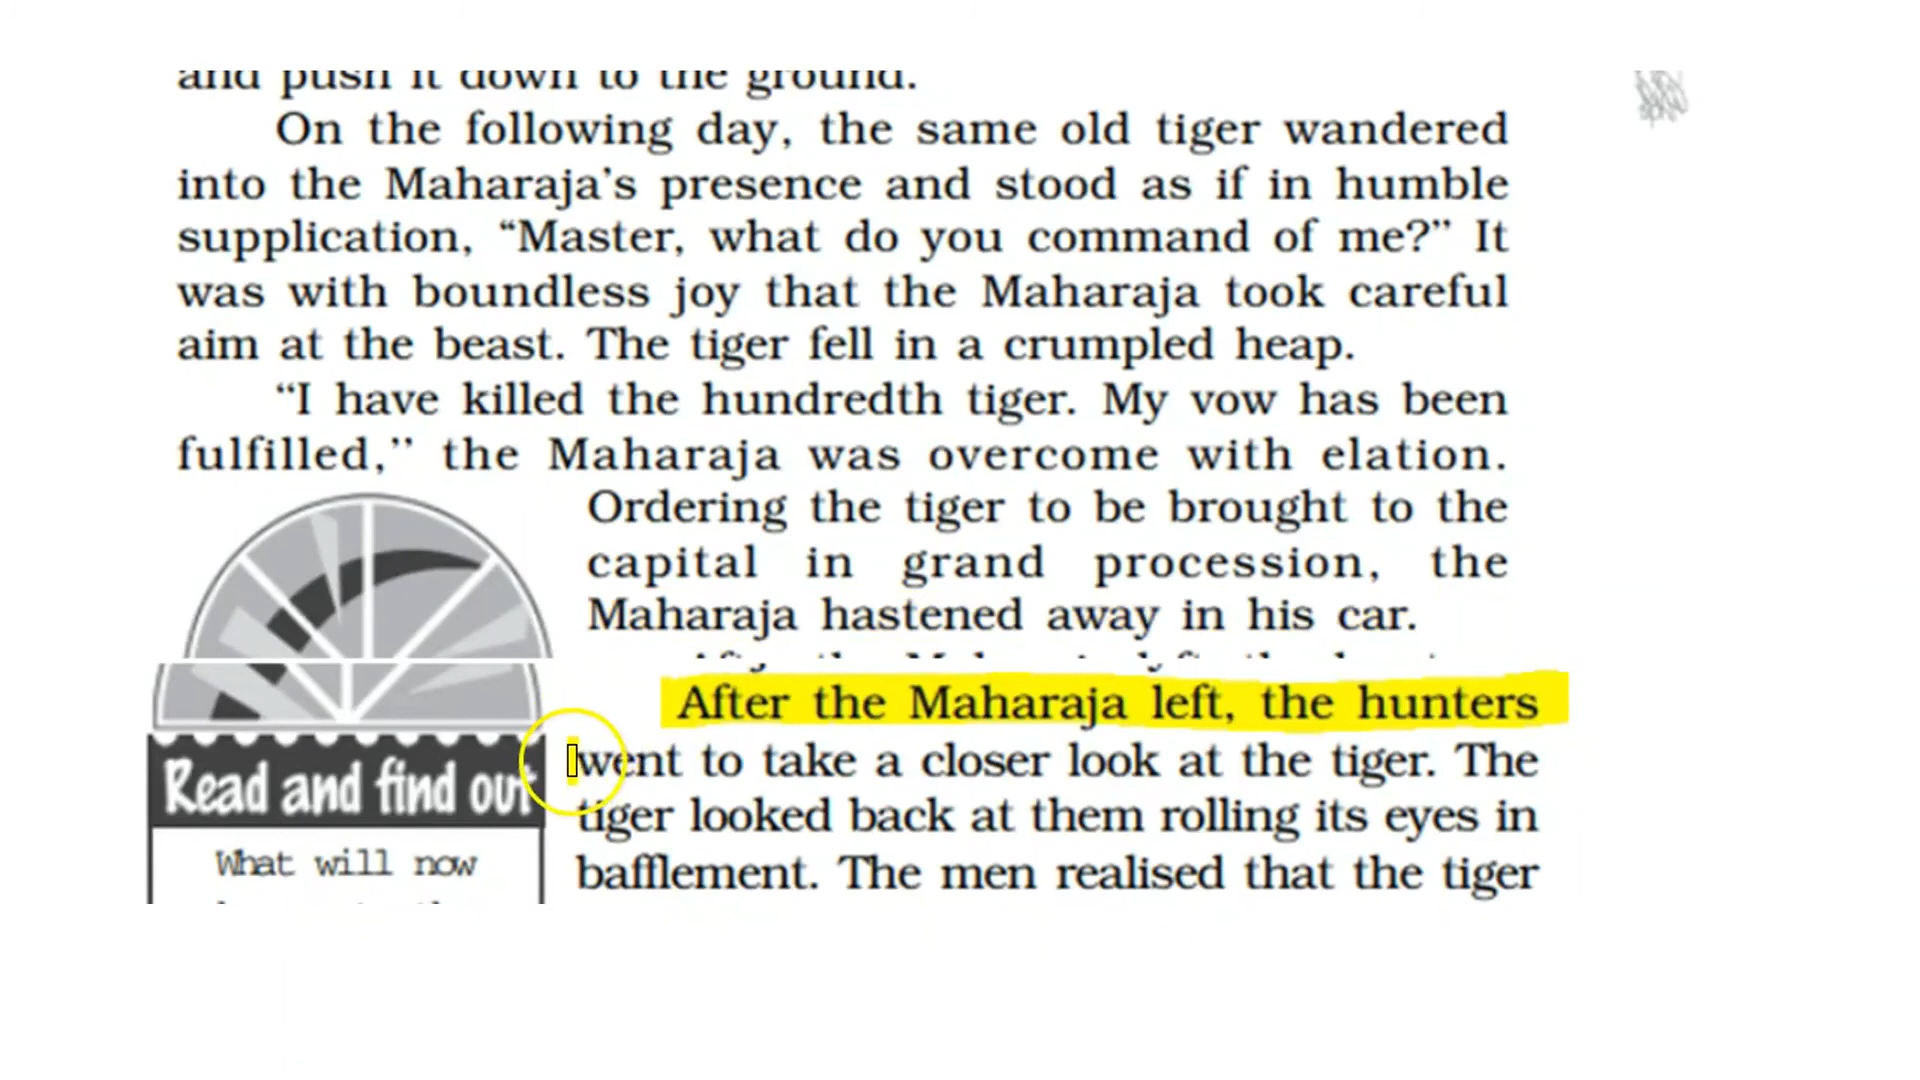 and push it down to the ground.
On the following day, the same old tiger wandered
into the Maharaja’s presence and stood as if in humble
supplication, “Master, what do you command of me?” It
was with boundless joy that the Maharaja took careful
aim at the beast. The tiger fell in a crumpled heap.
“I have killed the hundredth tiger. My vow has been
fulfilled,’’ the Maharaja was overcome with elation.
Ordering the tiger to be brought to the
capital in grand procession, the
Maharaja hastened away in his car.
After the Maharaja left, the hunters
went to take a closer look at the tiger. The
tiger looked back at them rolling its eyes in
bafflement. The men realised that the tiger
Read and find out
What will now